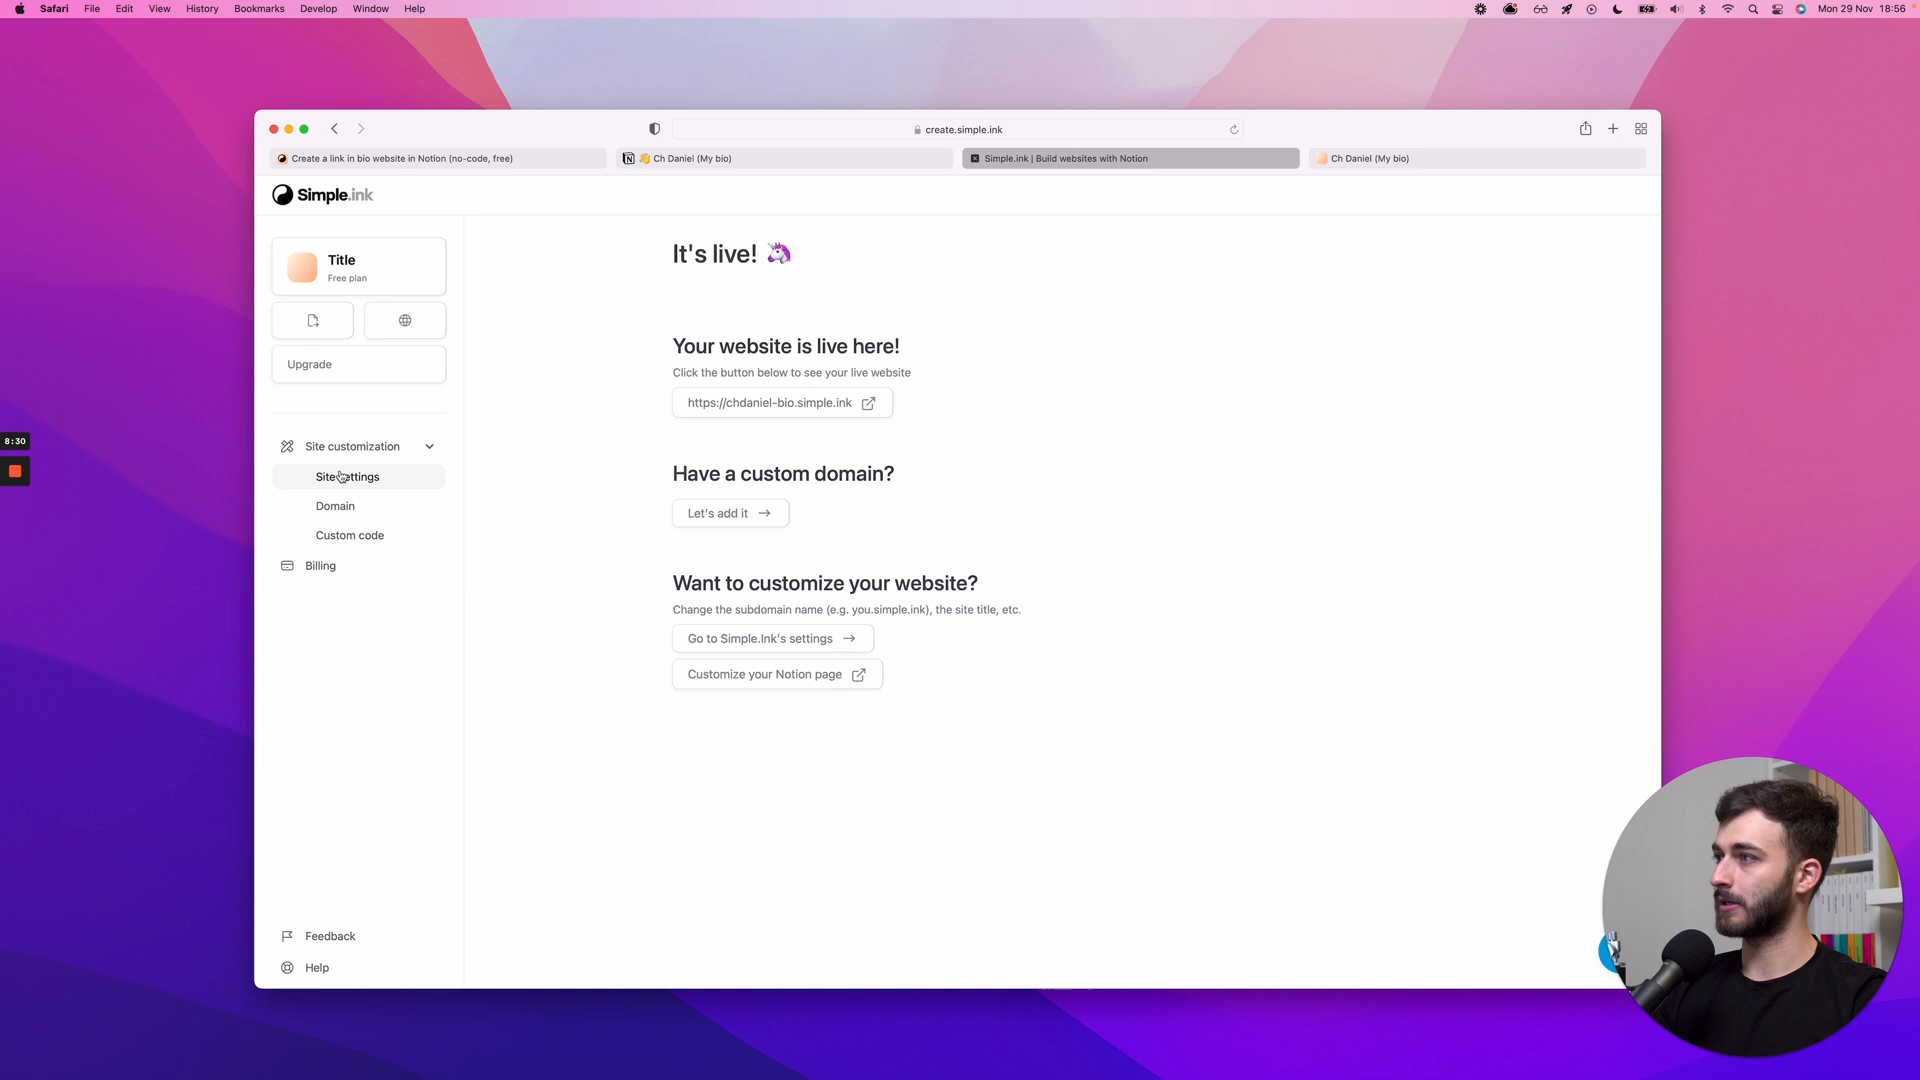 Safari File Edit View History Bookmarks Develop Window Help
Mon 29 Nov 18:56
create.simple.ink
Create a link in bio website in Notion (no-code, free)
👋 Ch Daniel (My bio)
Simple.ink | Build websites with Notion
Ch Daniel (My bio)
Simple.ink
Title
Free plan
Upgrade
Site customization
Site settings
Domain
Custom code
Billing
Feedback
Help
It's live! 🦄
Your website is live here!
Click the button below to see your live website
https://chdaniel-bio.simple.ink
Have a custom domain?
Let's add it →
Want to customize your website?
Change the subdomain name (e.g. you.simple.ink), the site title, etc.
Go to Simple.Ink's settings →
Customize your Notion page
8:30